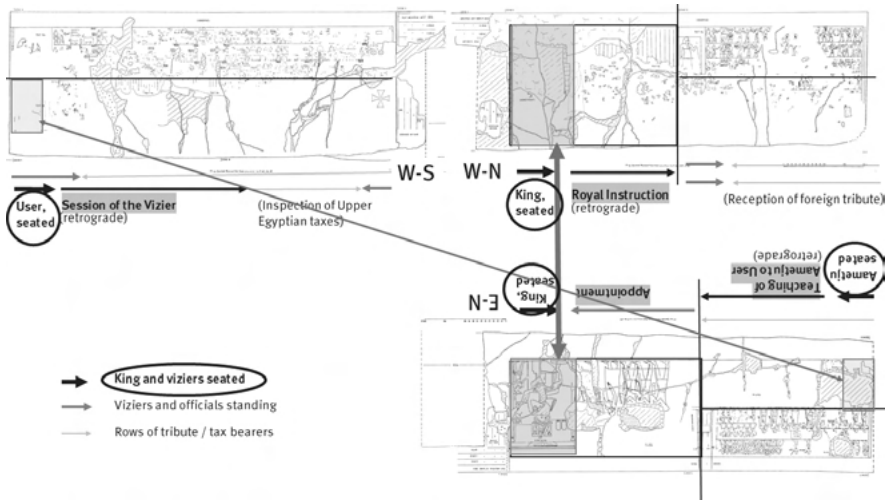 W-S
W-N
User,
seated
Session of the Vizier
(retrograde)
(Inspection of Upper
Egyptian taxes)
King,
seated
Royal Instruction
(retrograde)
(Reception of foreign tribute)
N-E
King,
Seated
Appointment
Teaching of
Aametju to User
(retrograde)
Aametju
seated
King and viziers seated
Viziers and officials standing
Rows of tribute / tax bearers